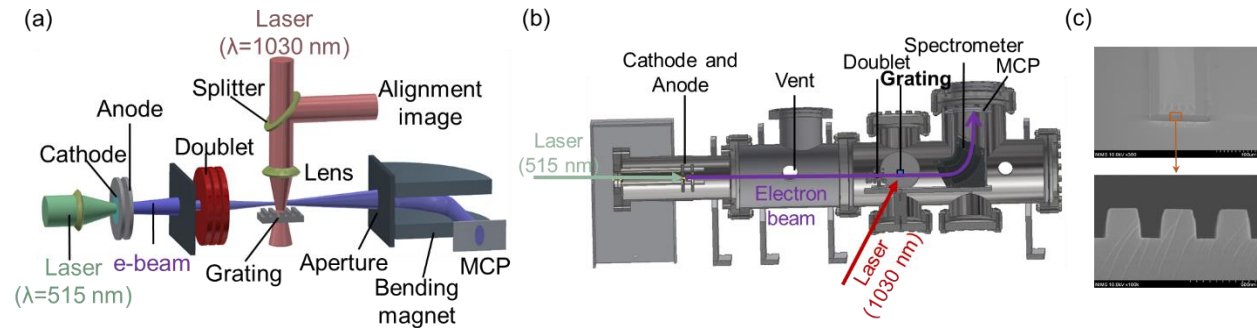 (a)
Laser
(λ=1030 nm)
Splitter
Alignment
image
Anode
Cathode
Doublet
Lens
Laser
(λ=515 nm)
e-beam
Grating
Aperture
Bending
magnet
MCP
(b)
Cathode and
Anode
Vent
Doublet
Grating
Spectrometer
MCP
Laser
(515 nm)
Electron
beam
Laser
(1030 nm)
(c)